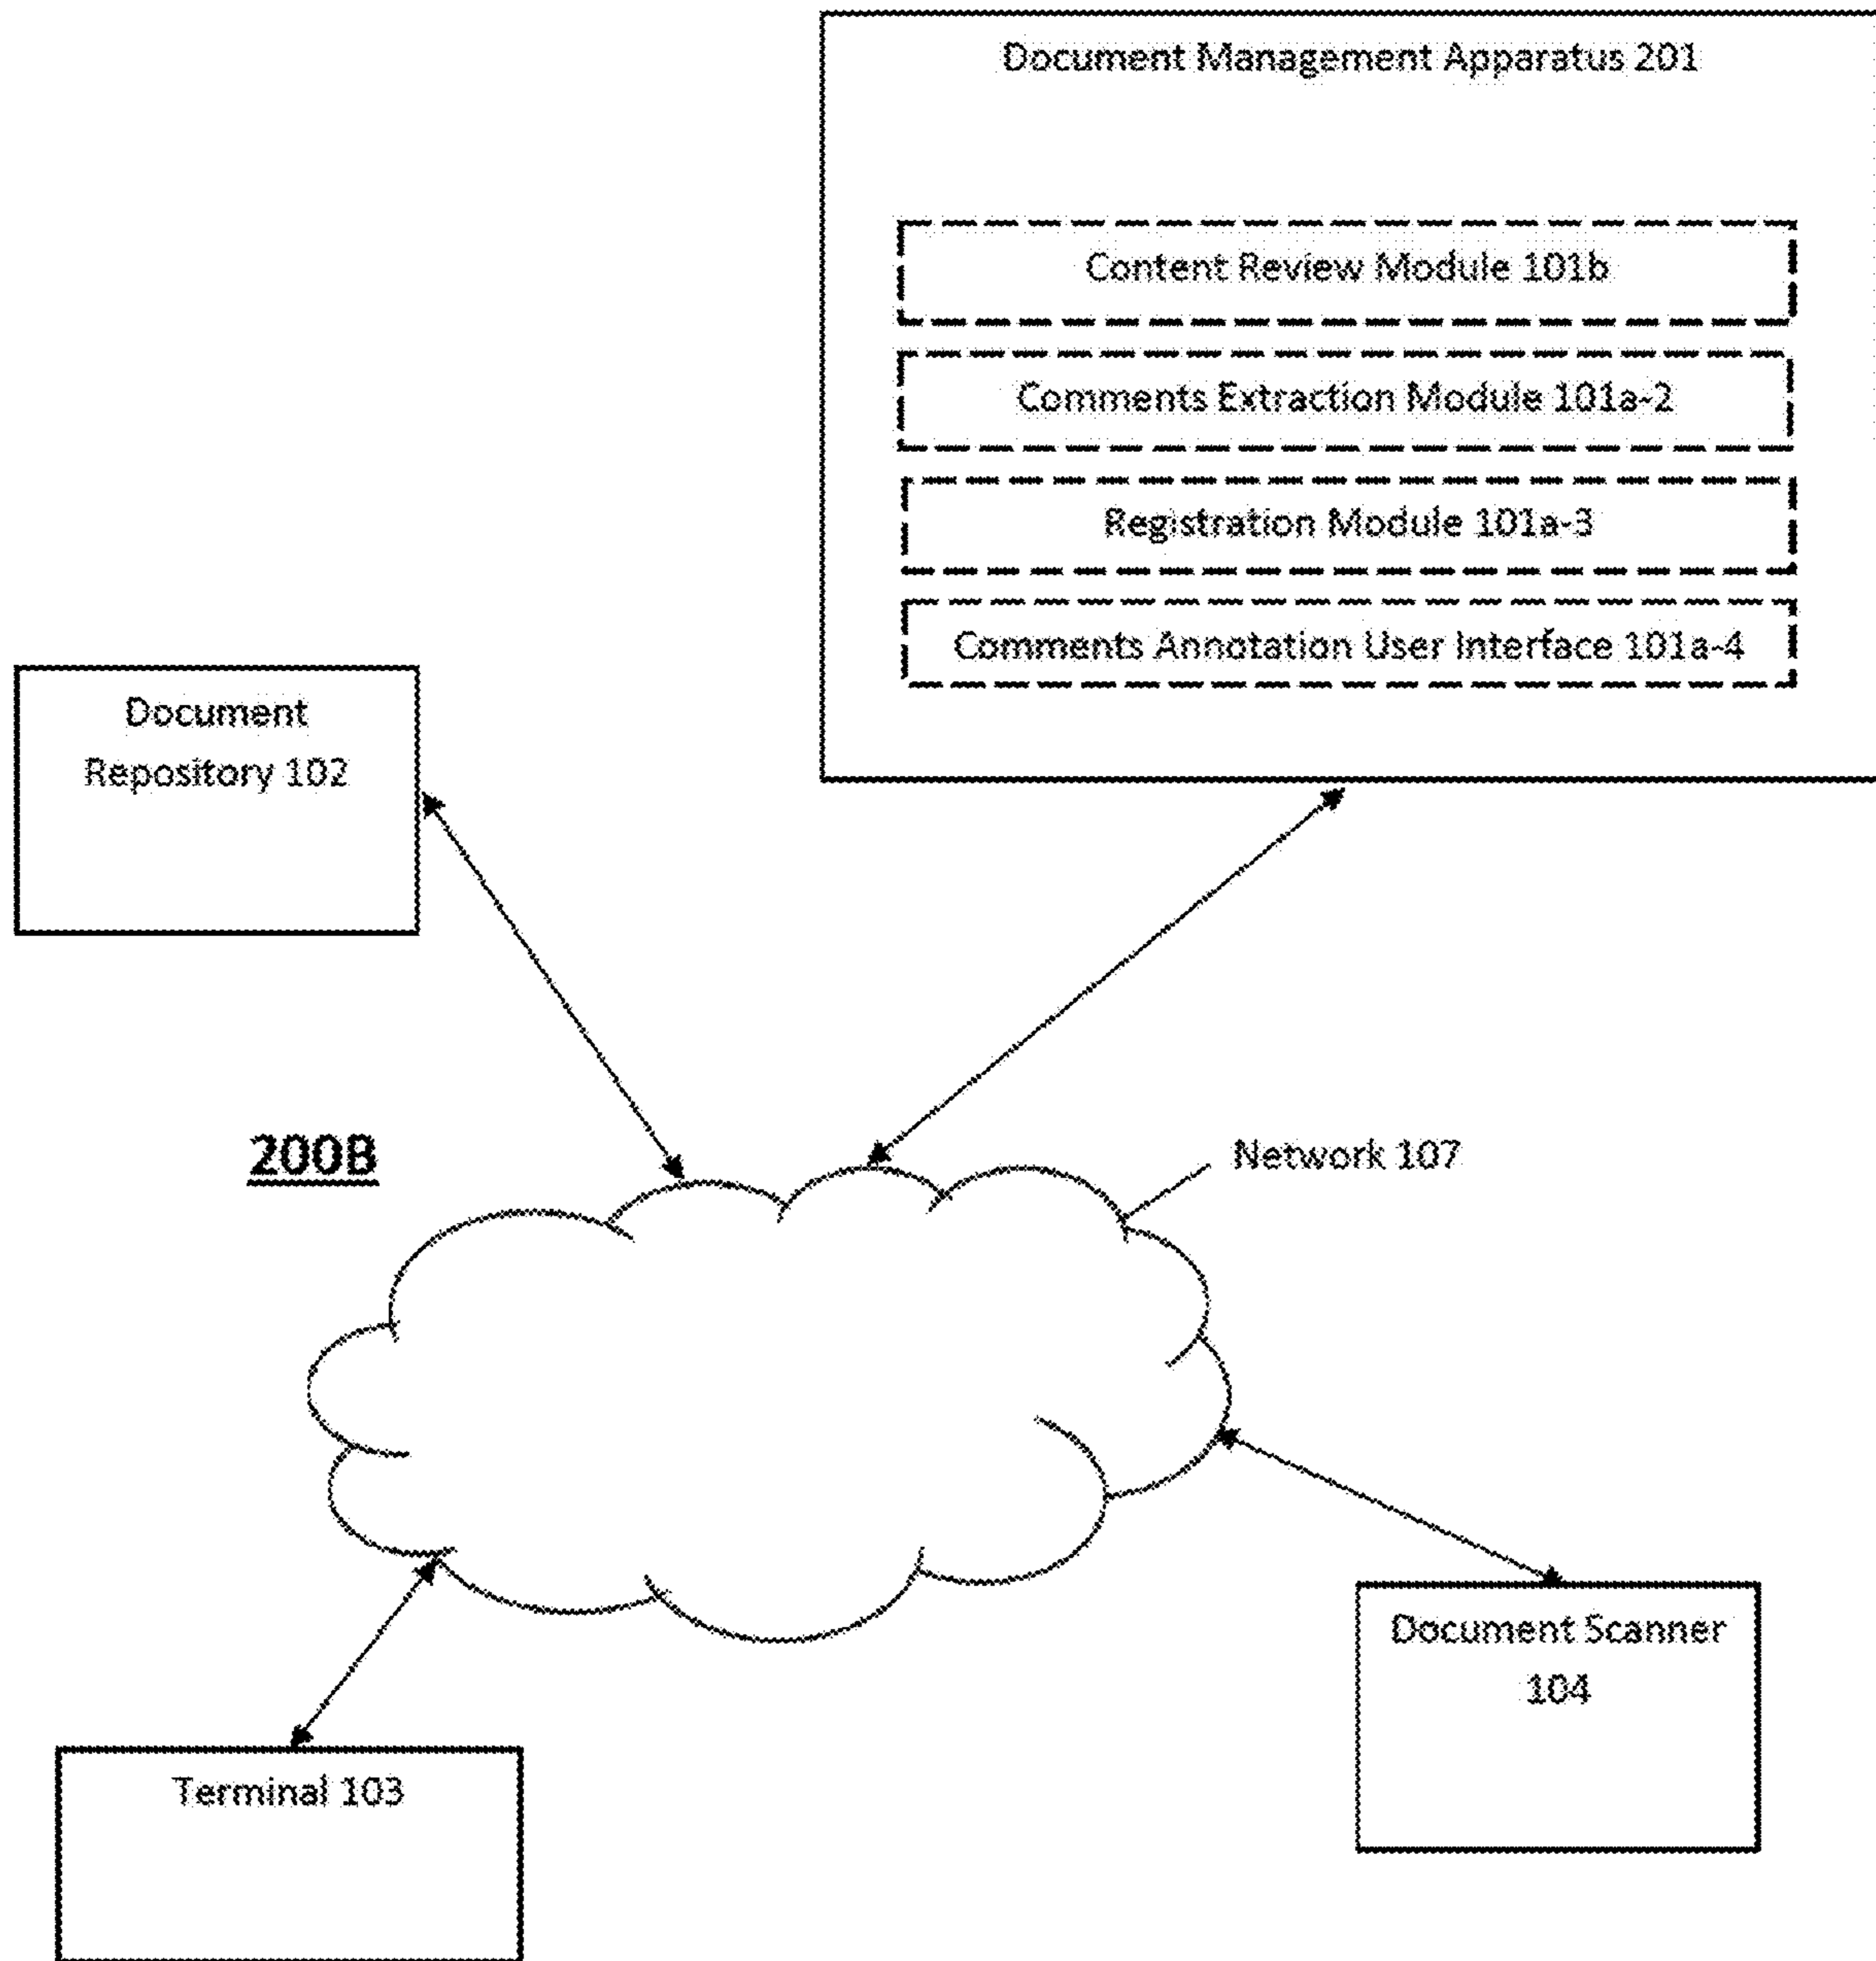 Document Management Apparatus 201
Content Review Module 101b
Comments Extraction Module 101a-2
Registration Module 101a-3
Comments Annotation User Interface 101a-4
Document
Repository 102
200B
Network 107
Document Scanner
104
Terminal 103